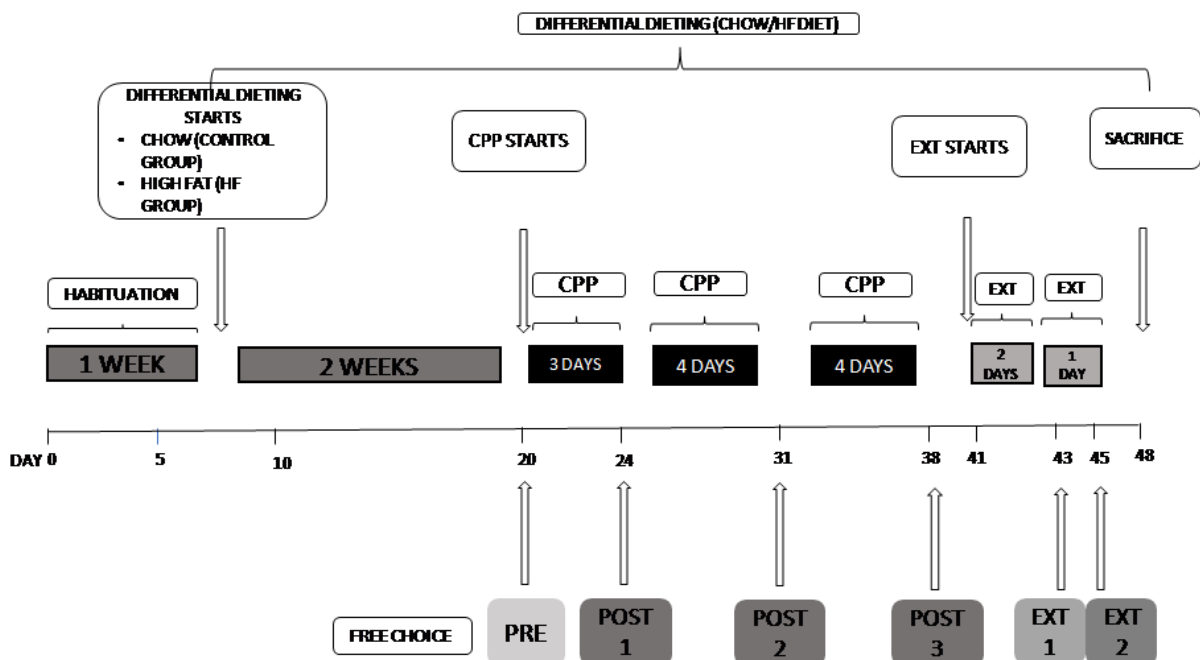 DIFFERENTIAL DIETING (CHOW/HF DIET)
DIFFERENTIAL DIETING
STARTS
- CHOW (CONTROL
GROUP)
- HIGH FAT (HF
GROUP)
CPP STARTS
EXT STARTS
SACRIFICE
HABITUATION
CPP
CPP
CPP
EXT
EXT
1 WEEK
2 WEEKS
3 DAYS
4 DAYS
4 DAYS
2
DAYS
1
DAY
DAY 0
5
10
20
24
31
38
41
43
45
48
FREE CHOICE
PRE
POST
1
POST
2
POST
3
EXT
1
EXT
2